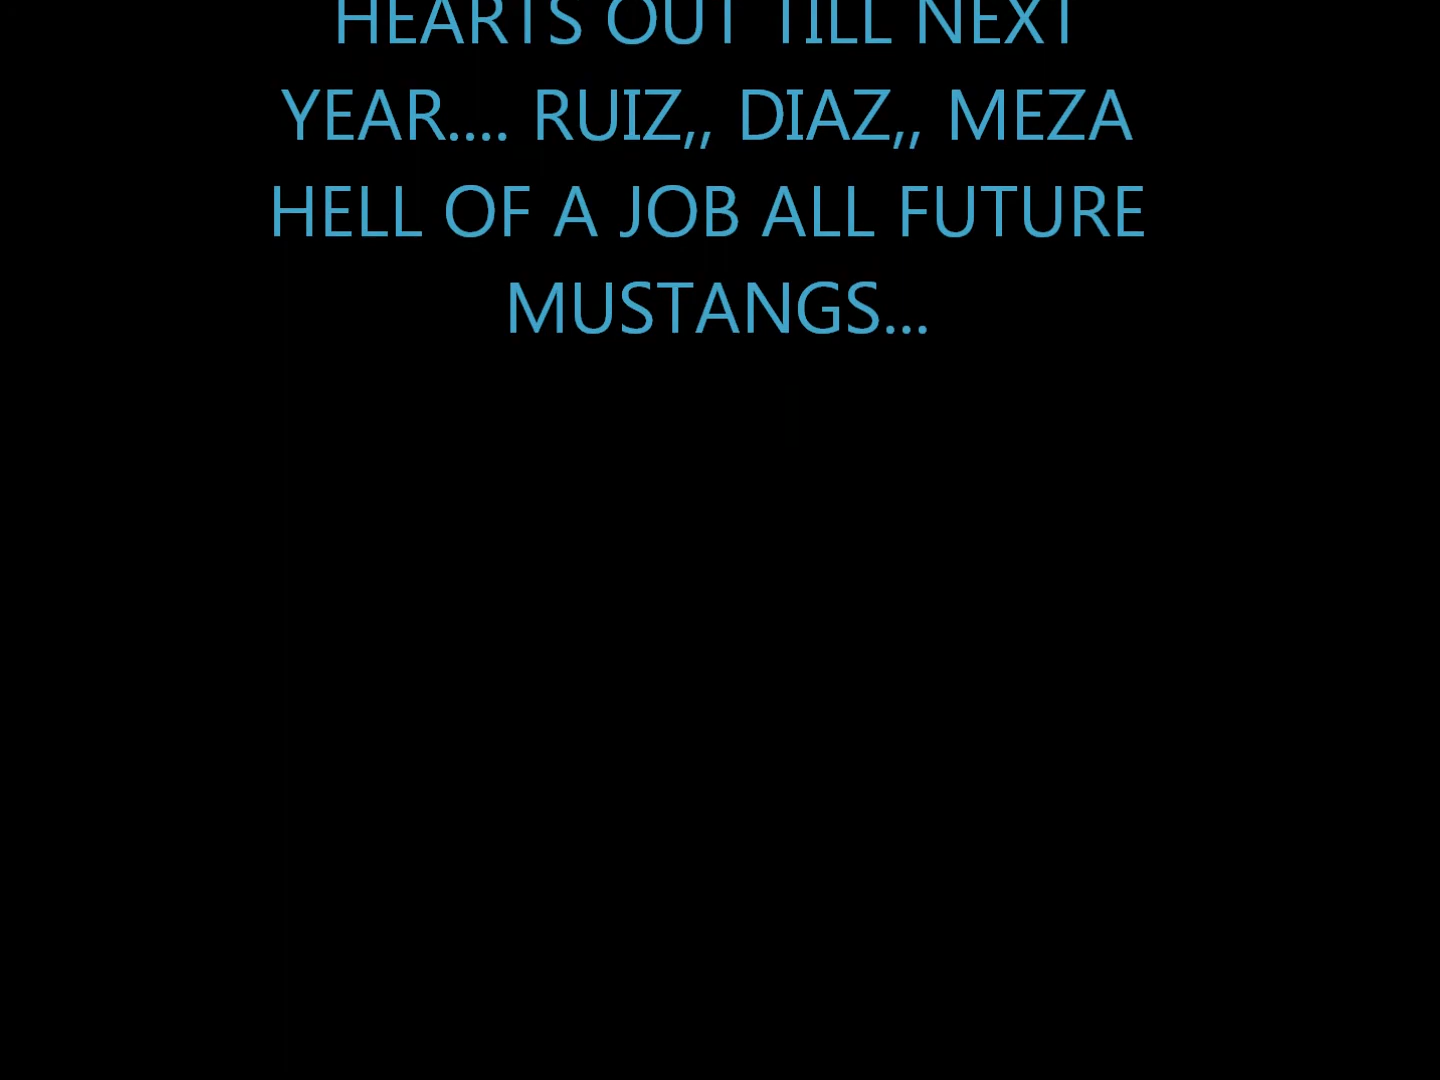 HEARTS OUT TILL NEXT
YEAR.... RUIZ,, DIAZ,, MEZA
HELL OF A JOB ALL FUTURE
MUSTANGS...